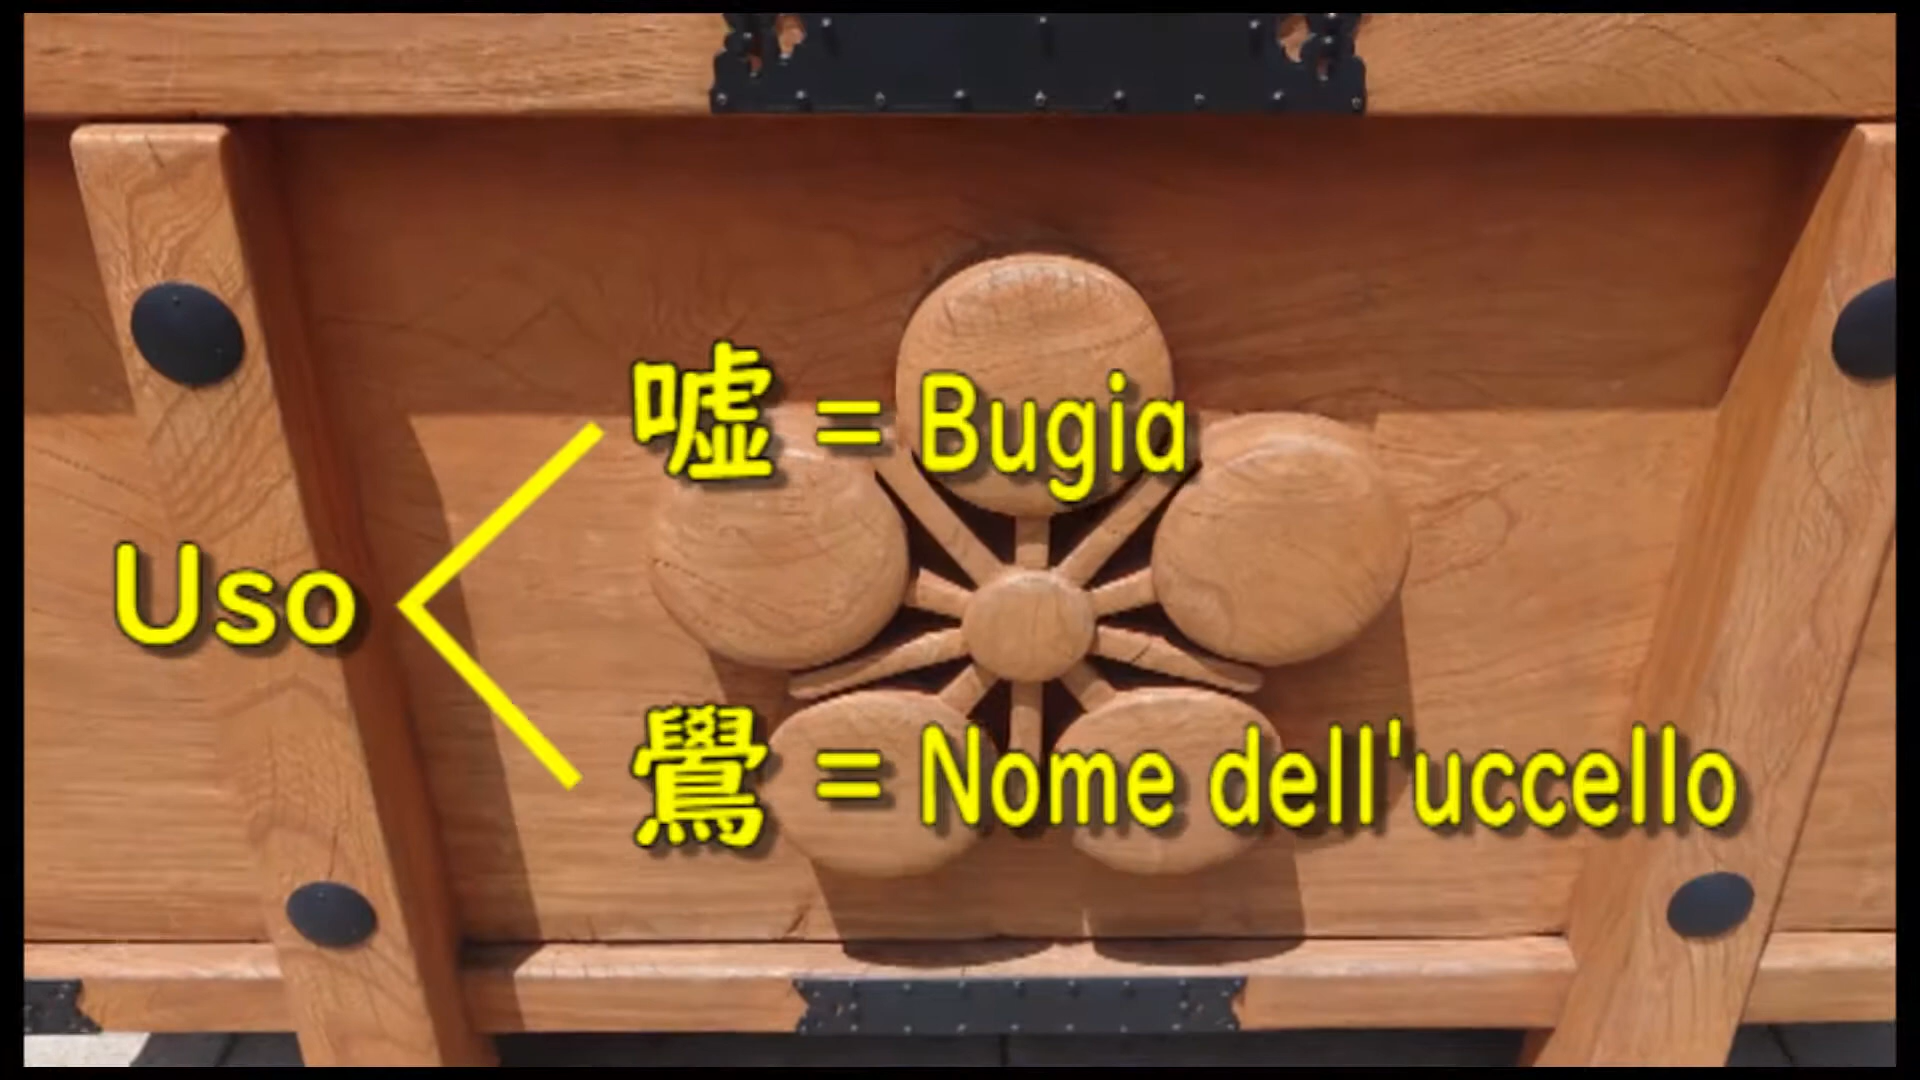 嘘 = Bugia
Uso
鷽 = Nome dell'uccello